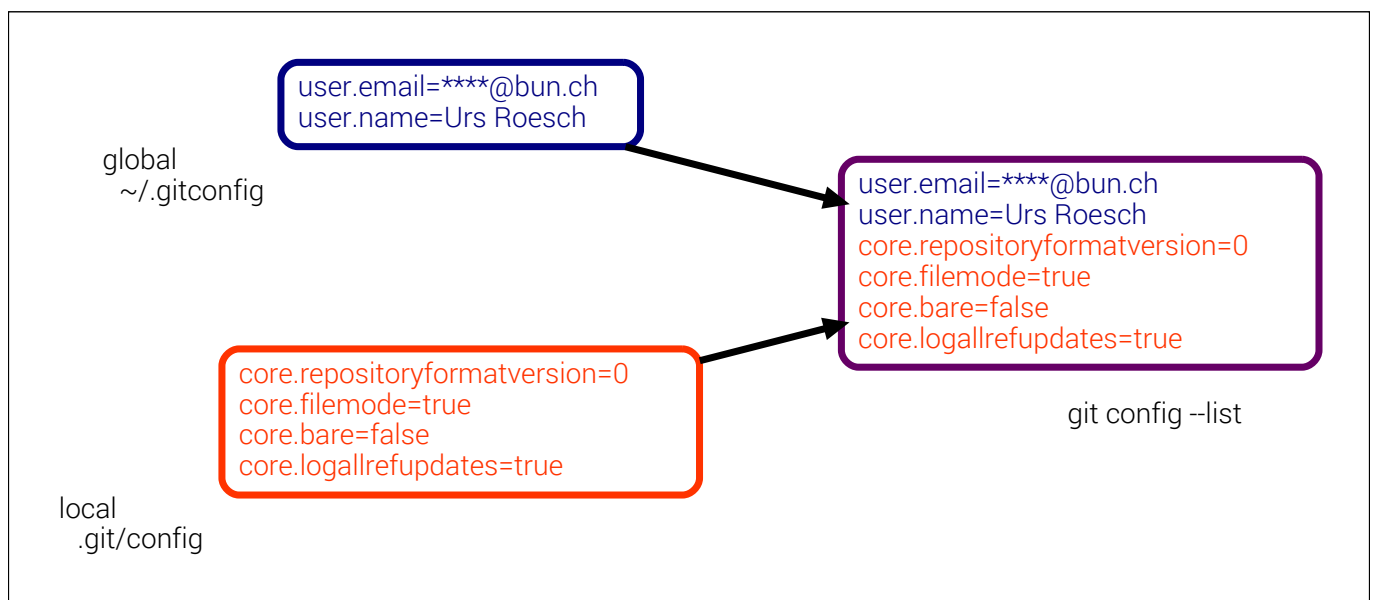 user.email=****@bun.ch
user.name=Urs Roesch
global
~/.gitconfig
user.email=****@bun.ch
user.name=Urs Roesch
core.repositoryformatversion=0
core.filemode=true
core.bare=false
core.logallrefupdates=true
core.repositoryformatversion=0
core.filemode=true
core.bare=false
core.logallrefupdates=true
git config --list
local
.git/config